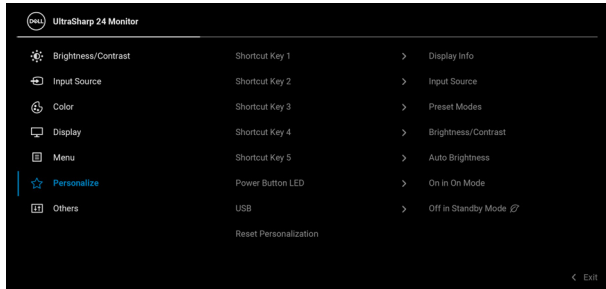 DELL UltraSharp 24 Monitor
Brightness/Contrast Shortcut Key 1 > Display Info
Input Source Shortcut Key 2 > Input Source
Color Shortcut Key 3 > Preset Modes
Display Shortcut Key 4 > Brightness/Contrast
Menu Shortcut Key 5 > Auto Brightness
Personalize Power Button LED > On in On Mode
Others USB > Off in Standby Mode
Reset Personalization
< Exit